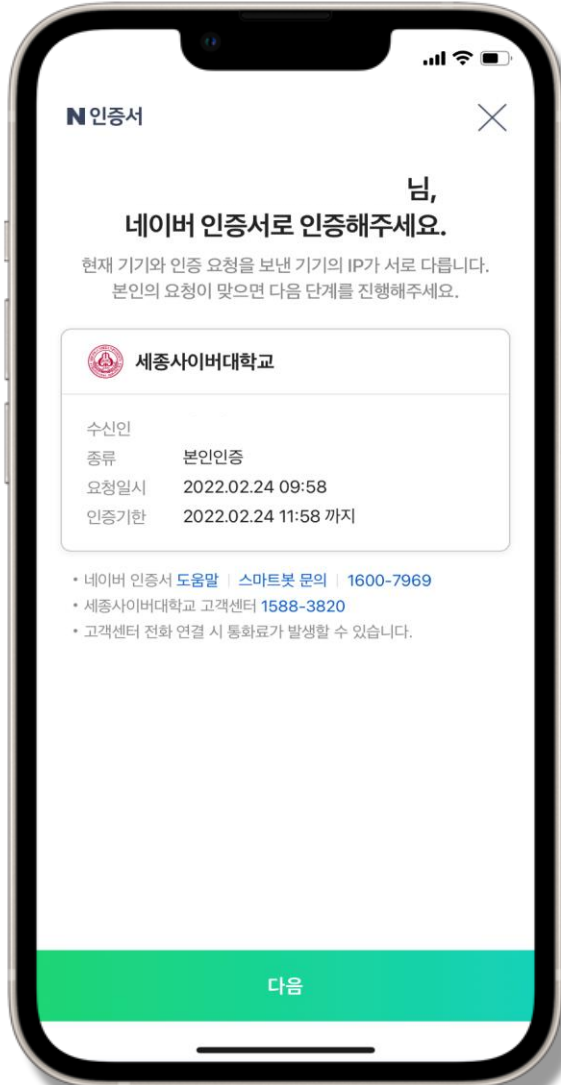 N 인증서
님,
네이버 인증서로 인증해주세요.
현재 기기와 인증 요청을 보낸 기기의 IP가 서로 다릅니다.
본인의 요청이 맞으면 다음 단계를 진행해주세요.
세종사이버대학교
수신인
종류 본인인증
요청일시 2022.02.24 09:58
인증기한 2022.02.24 11:58 까지
• 네이버 인증서 도움말 | 스마트봇 문의 | 1600-7969
• 세종사이버대학교 고객센터 1588-3820
• 고객센터 전화 연결 시 통화료가 발생할 수 있습니다.
다음